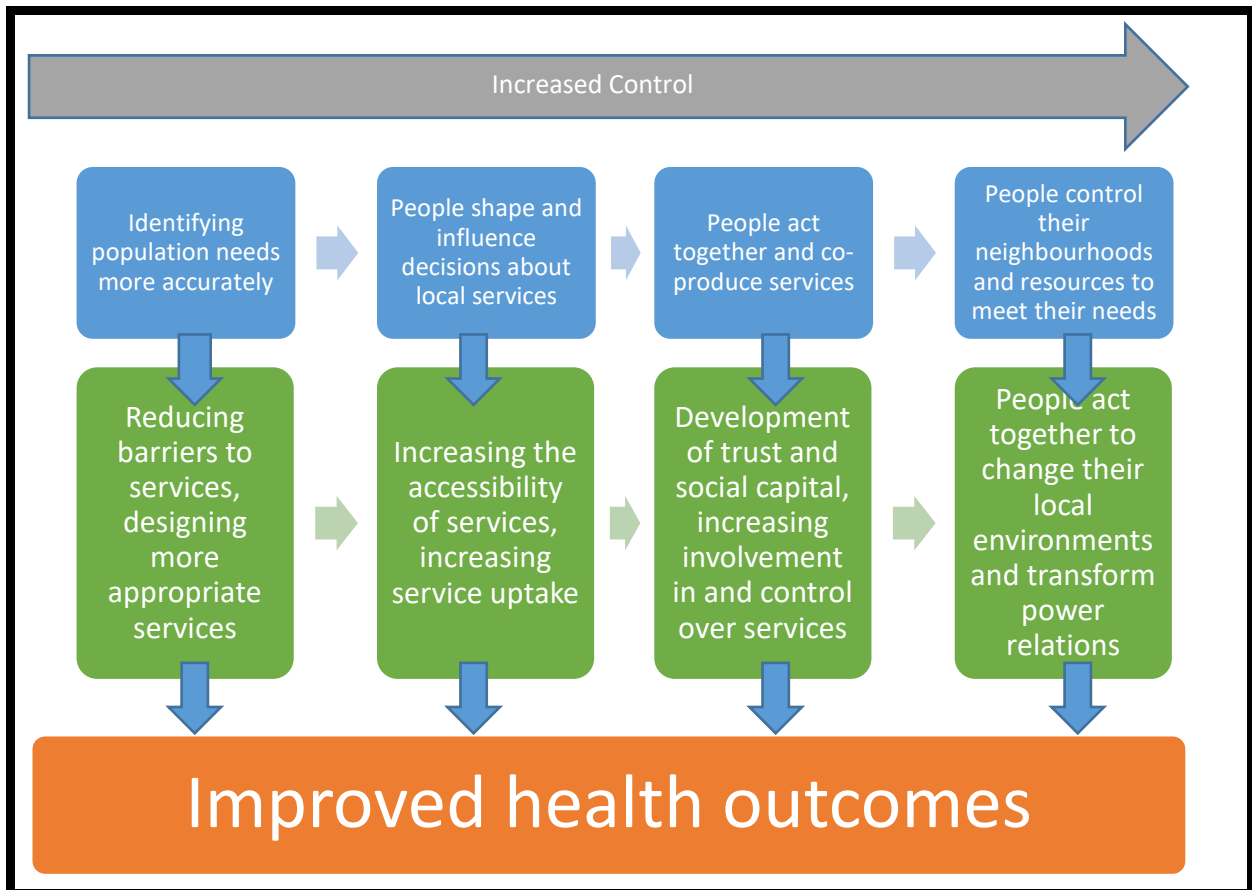 Increased Control
Identifying
population needs
more accurately
People shape and
influence
decisions about
local services
People act
together and co-
produce services
People control
their
neighbourhoods
and resources to
meet their needs
Reducing
barriers to
services,
designing
more
appropriate
services
Increasing the
accessibility
of services,
increasing
service uptake
Development
of trust and
social capital,
increasing
involvement
in and control
over services
People act
together to
change their
local
environments
and transform
power
relations
Improved health outcomes